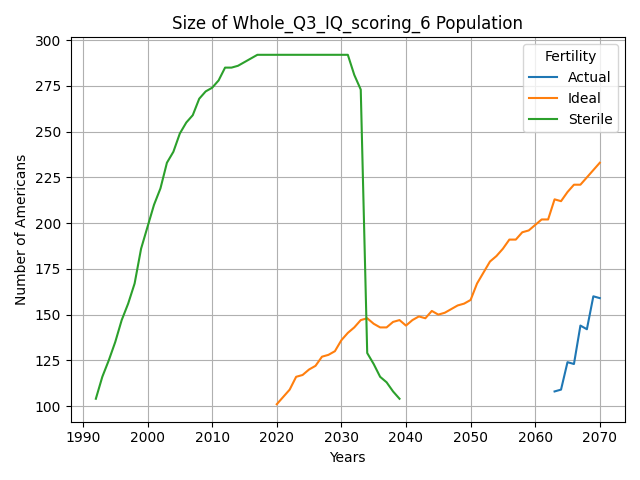 Size of Whole_Q3_IQ_scoring_6 Population
Number of Americans
300
275
250
225
200
175
150
125
100
Fertility
Actual
Ideal
Sterile
1990 2000 2010 2020 2030 2040 2050 2060 2070
Years